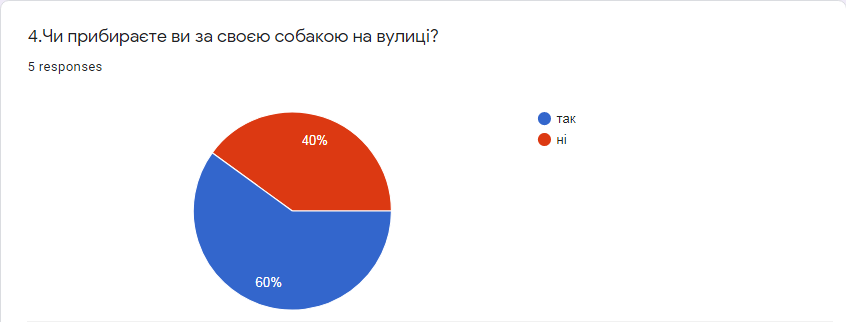 4.Чи прибираєте ви за своєю собакою на вулиці?
5 responses
так
ні
40%
60%